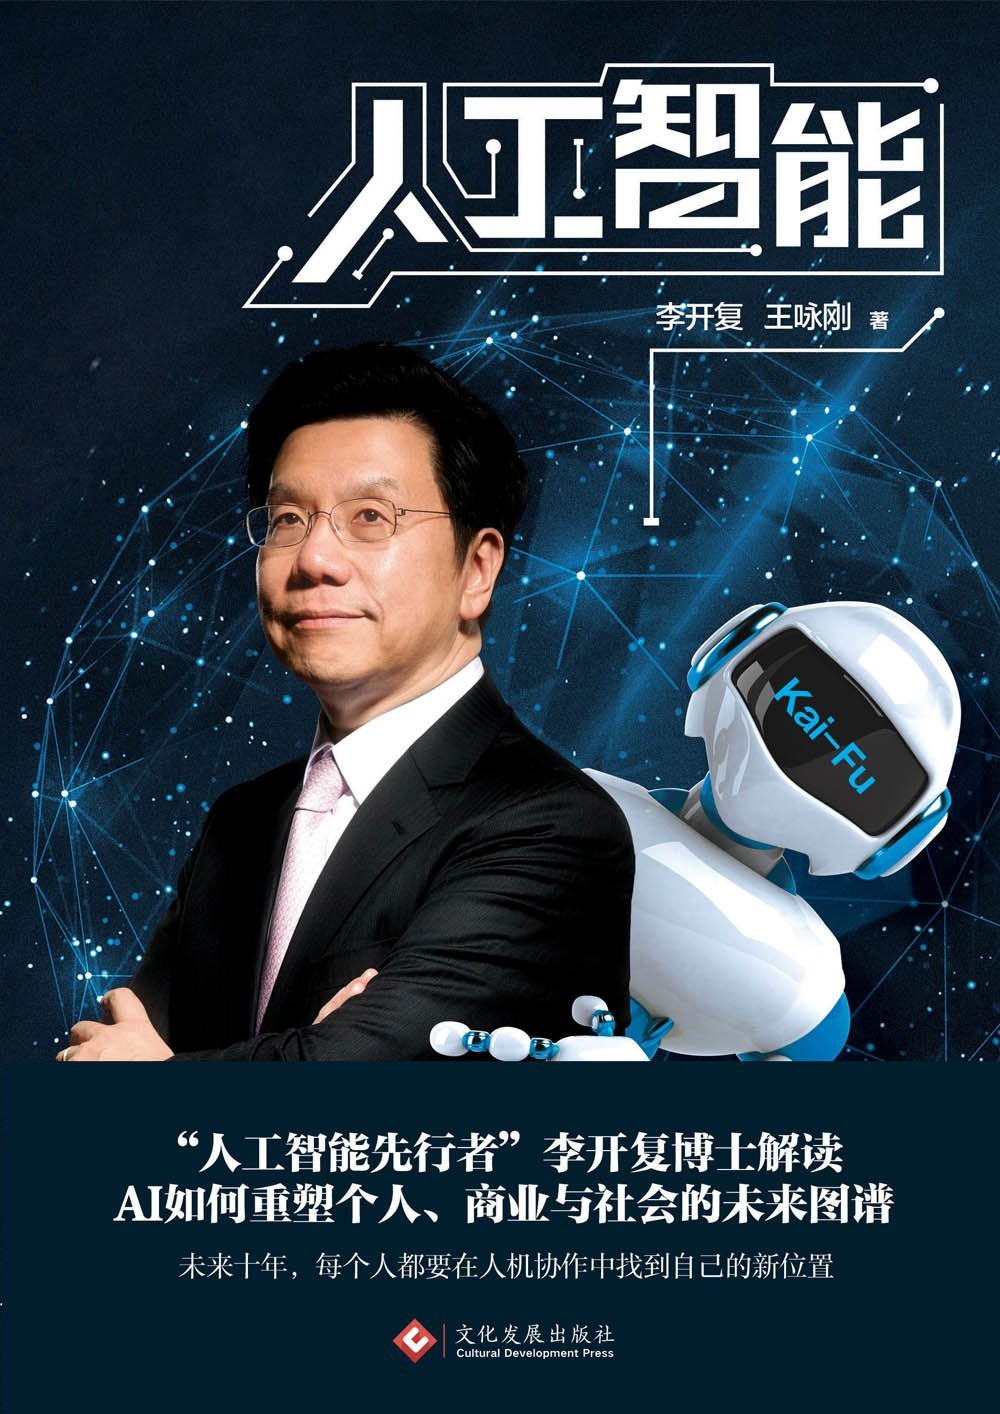 人工智能
李开复 王咏刚 著
Kai-Fu
“人工智能先行者”李开复博士解读
AI如何重塑个人、商业与社会的未来图谱
未来十年，每个人都要在人机协作中找到自己的新位置
文化发展出版社
Cultural Development Press